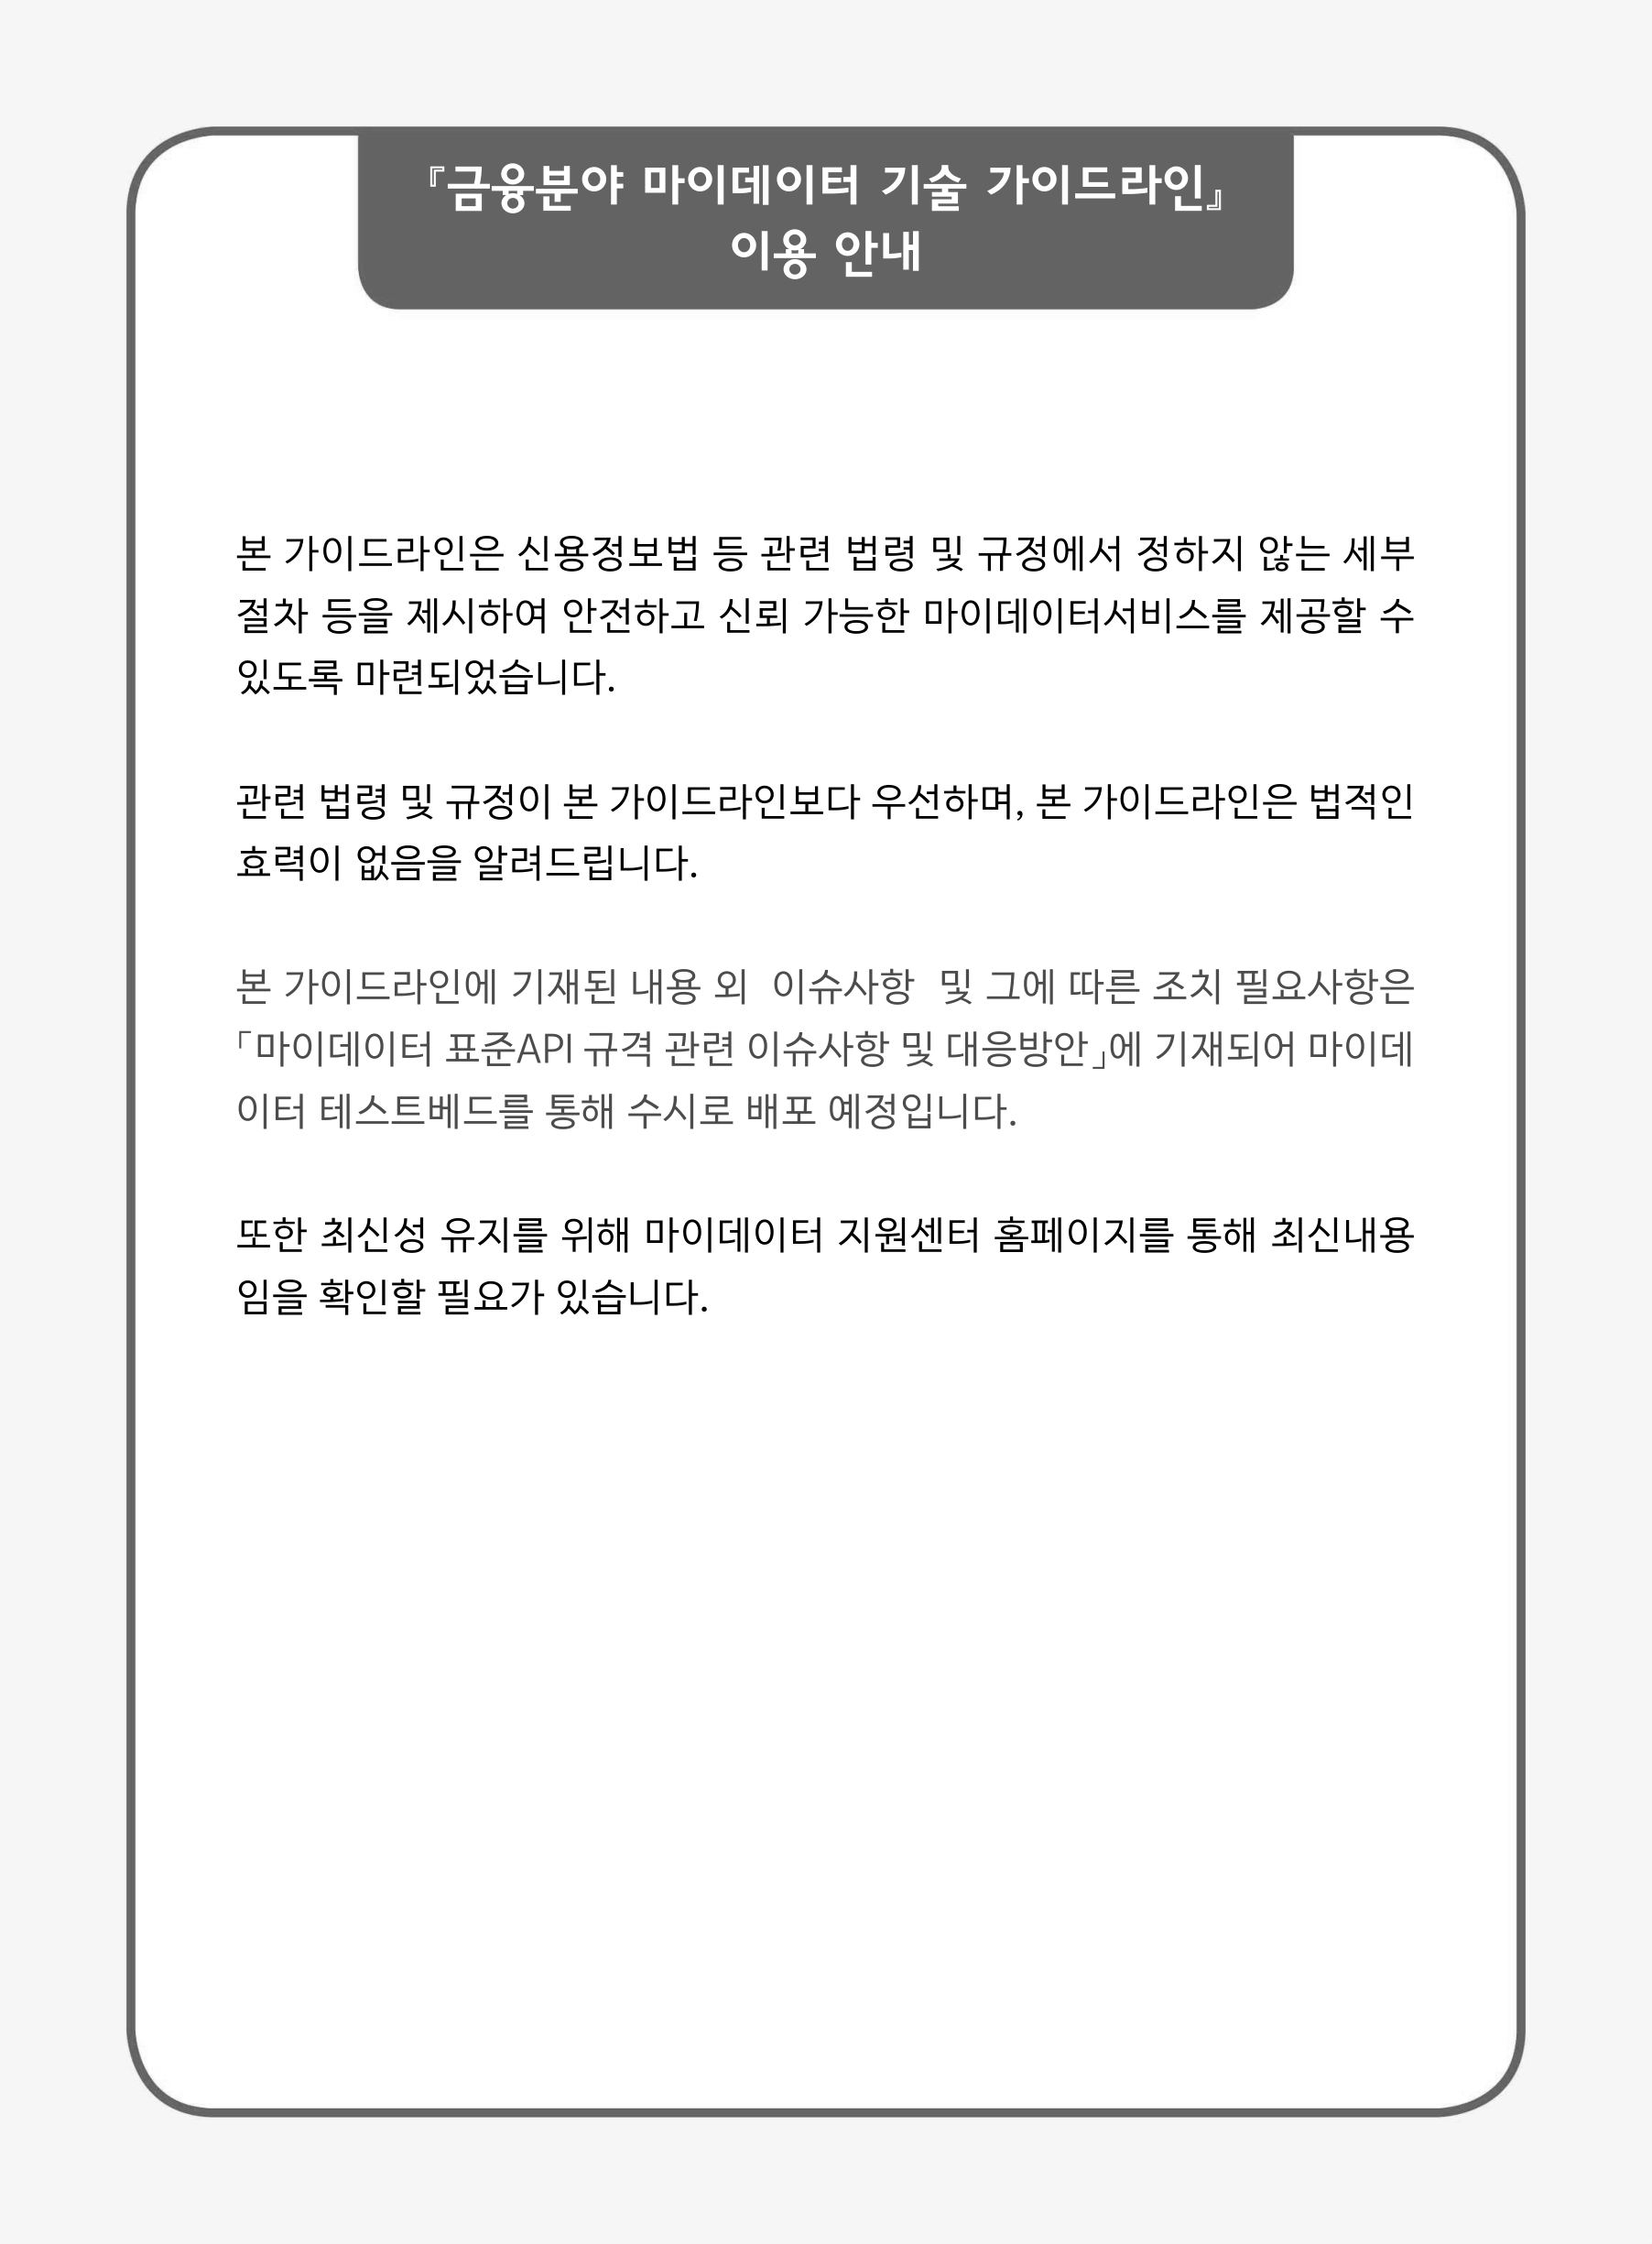 『금융분야 마이데이터 기술 가이드라인』
이용 안내
본 가이드라인은 신용정보법 등 관련 법령 및 규정에서 정하지 않는 세부
절차 등을 제시하여 안전하고 신뢰 가능한 마이데이터서비스를 제공할 수
있도록 마련되었습니다.
관련 법령 및 규정이 본 가이드라인보다 우선하며, 본 가이드라인은 법적인
효력이 없음을 알려드립니다.
본 가이드라인에 기재된 내용 외 이슈사항 및 그에 따른 조치 필요사항은
「마이데이터 표준API 규격 관련 이슈사항 및 대응방안」에 기재되어 마이데
이터 테스트베드를 통해 수시로 배포 예정입니다.
또한 최신성 유지를 위해 마이데이터 지원센터 홈페이지를 통해 최신내용
임을 확인할 필요가 있습니다.